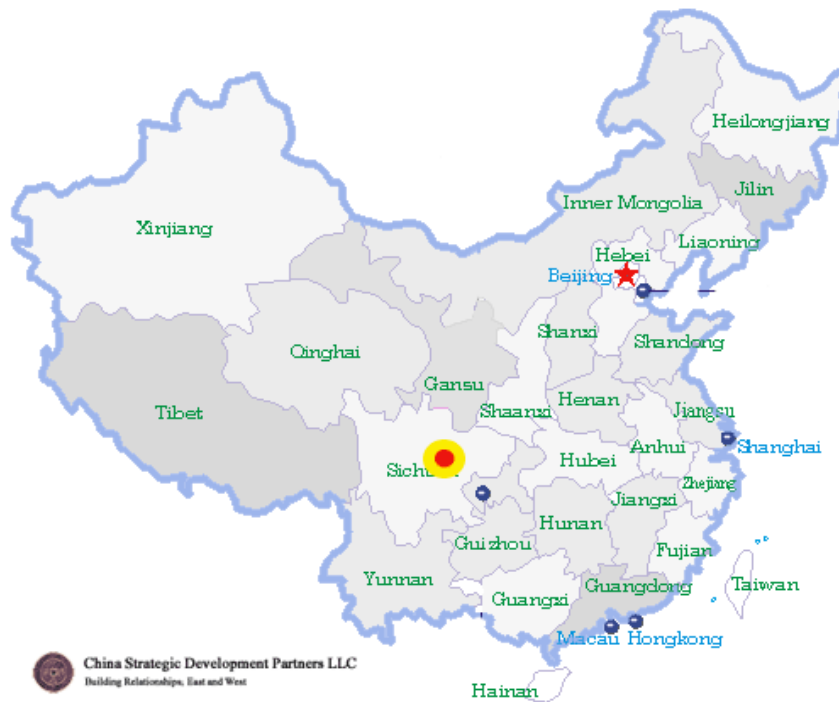 Heilongjiang
Jilin
Inner Mongolia
Xinjiang
Liaoning
Hebei
Beijing
Shanxi
Shandong
Qinghai
Gansu
Henan
Shaanxi
Tibet
Jiangsu
Anhui
Shanghai
Hubei
Zhejiang
Jiangxi
Hunan
Guizhou
Fujian
Yunnan
Guangdong
Taiwan
Guangxi
Macau Hongkong
China Strategic Development Partners LLC
Building Relationships, East and West
Hainan